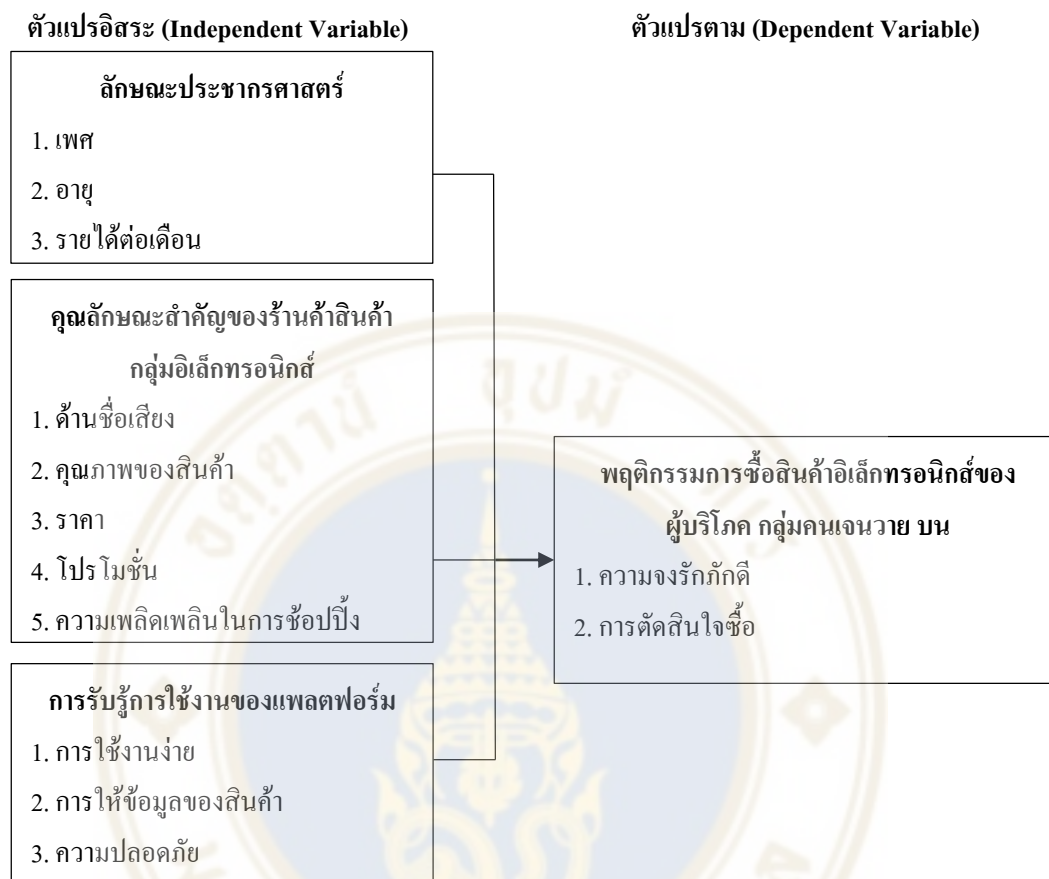 ตัวแปรอิสระ (Independent Variable)
ลักษณะประชากรศาสตร์
1. เพศ
2. อายุ
3. รายได้ต่อเดือน
คุณลักษณะสำคัญของร้านค้าสินค้า
กลุ่มอิเล็กทรอนิกส์
1. ด้านชื่อเสียง
2. คุณภาพของสินค้า
3. ราคา
4. โปรโมชั่น
5. ความเพลิดเพลินในการช้อปปิ้ง
การรับรู้การใช้งานของแพลตฟอร์ม
1. การใช้งานง่าย
2. การให้ข้อมูลของสินค้า
3. ความปลอดภัย
ตัวแปรตาม (Dependent Variable)
พฤติกรรมการซื้อสินค้าอิเล็กทรอนิกส์ของ
ผู้บริโภค กลุ่มคนเจนวาย บน
1. ความจงรักภักดี
2. การตัดสินใจซื้อ